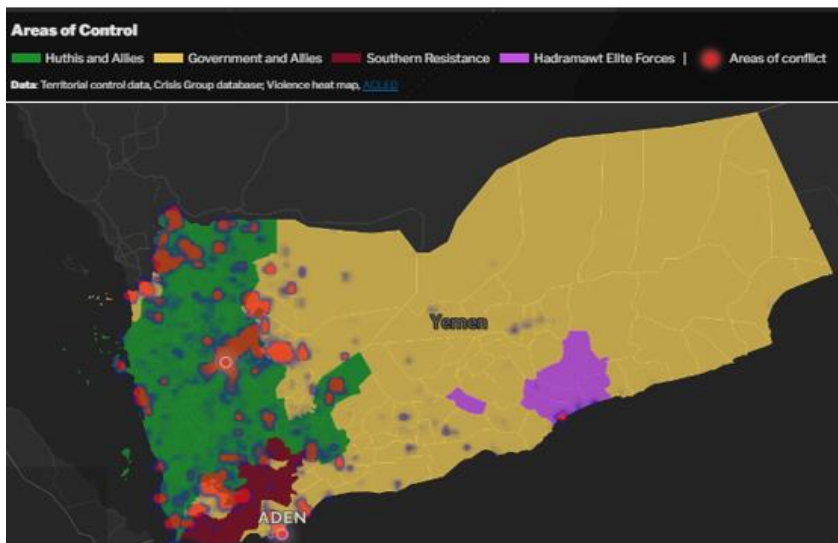 Areas of Control
Huthis and Allies Government and Allies Southern Resistance Hadramawt Elite Forces | Areas of conflict
Data: Territorial control data, Crisis Group database; Violence heat map, ACLED
Yemen
ADEN